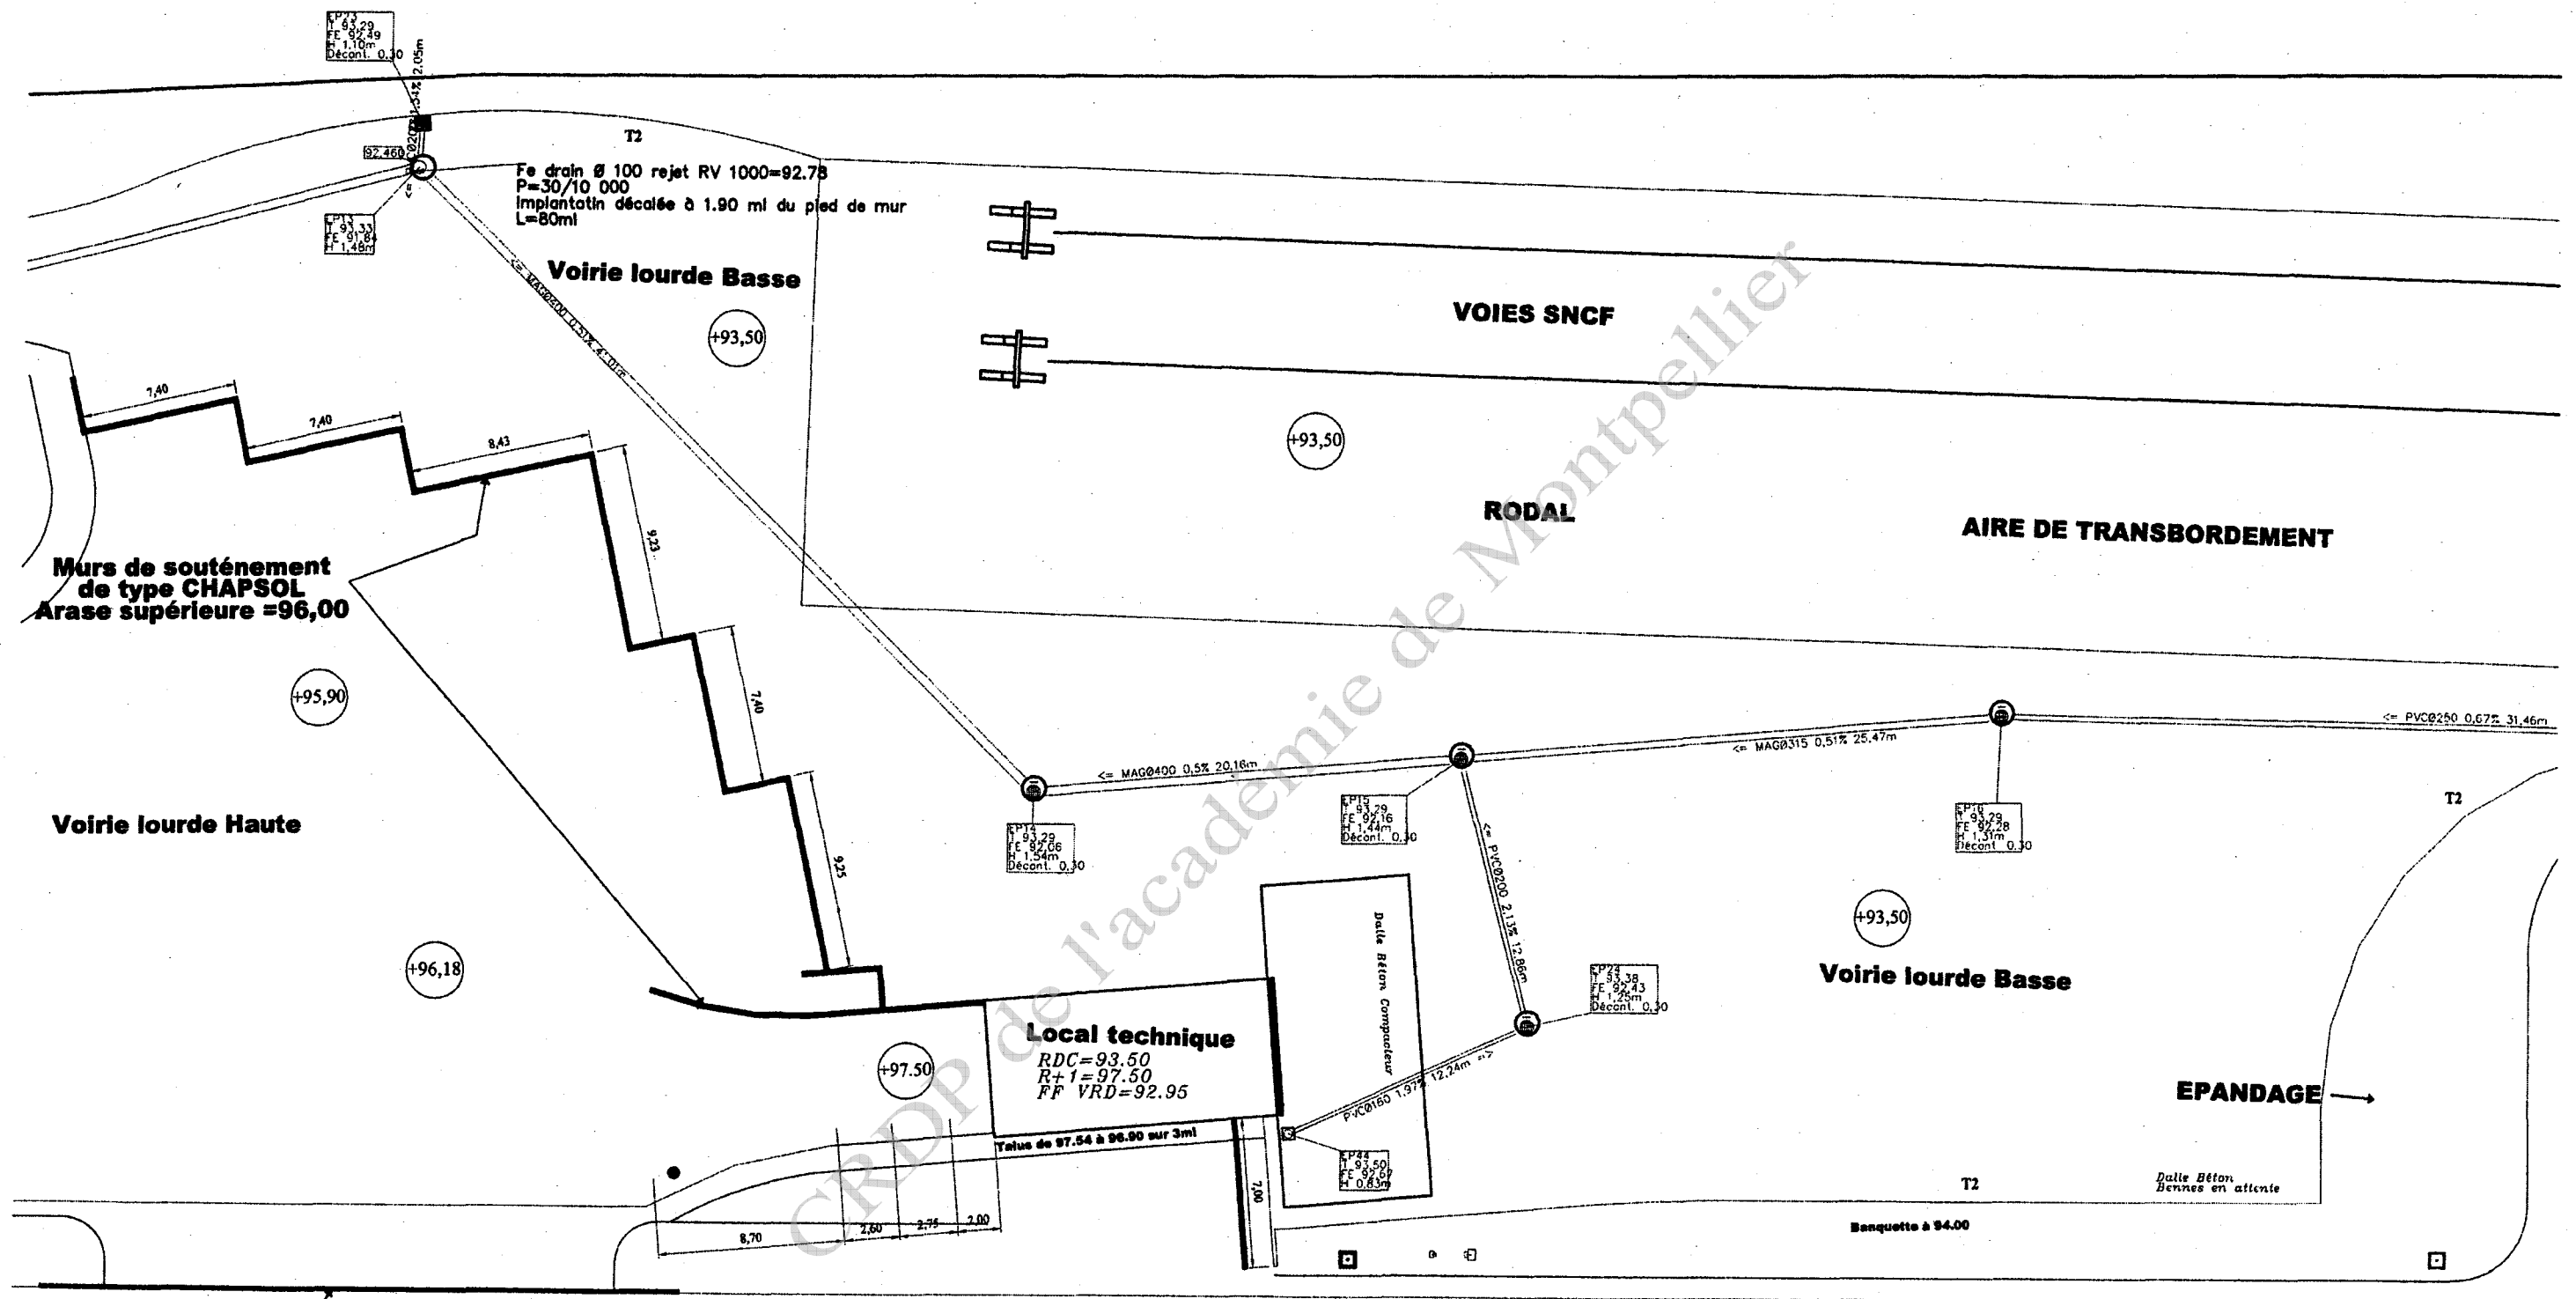 EP23
T 93,29
FE 92,49
H 1,10m
Décant. 0,30
92.460
T2
Fe drain Ø 100 rejet RV 1000=92.78
P=30/10 000
Implantatin décalée à 1.90 ml du pied de mur
L=80ml
EP13
T 93,33
FE 91,84
H 1,48m
Voirie lourde Basse
+93,50
VOIES SNCF
7,40
7,40
8,43
+93,50
RODAL
AIRE DE TRANSBORDEMENT
9,23
Murs de souténement
de type CHAPSOL
Arase supérieure =96,00
+95,90
7,40
<= PVCØ250 0,67% 31,46m
<= MAGØ315 0,51% 25,47m
<= MAGØ400 0,5% 20,16m
EP14
T 93,29
FE 92,06
H 1,54m
Décant. 0,30
EP15
T 93,29
FE 92,16
H 1,44m
Décant. 0,30
EP16
T 93,29
FE 92,28
H 1,31m
Décant. 0,30
T2
Voirie lourde Haute
9,25
<= PVCØ200 2,13% 12,86m
Dalle Béton Compacteur
+93,50
+96,18
EP24
T 93,38
FE 92,43
H 1,25m
Décant. 0,30
Voirie lourde Basse
Local technique
RDC=93.50
R+1=97.50
FF VRD=92.95
+97.50
PVCØ160 1,97% 12,24m =>
EPANDAGE
Talus de 97.54 à 96.90 sur 3ml
EP44
T 93,50
FE 92,67
H 0,83m
7,00
T2
Dalle Béton
Bennes en attente
8,70
2,60
2,75
2,00
Banquette à 94.00
CRDP de l'académie de Montpellier